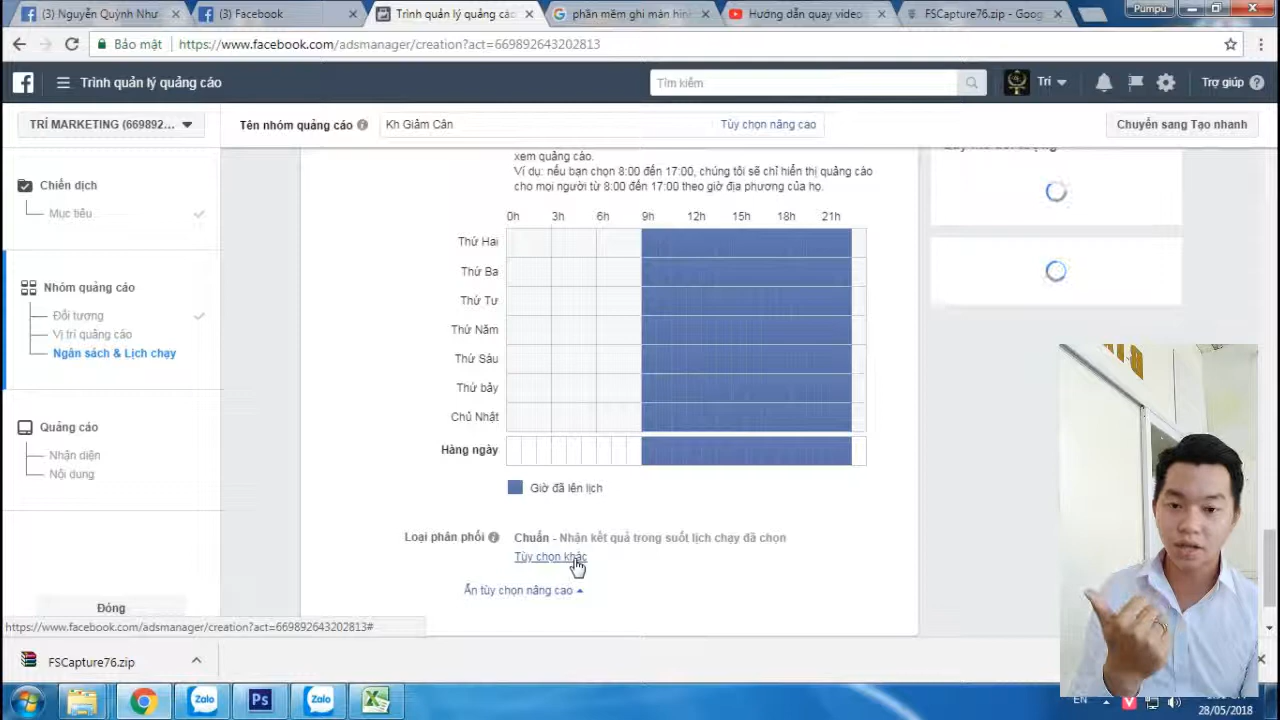 (3) Nguyễn Quỳnh Như
(3) Facebook
Trình quản lý quảng cá
phần mềm ghi màn hìn
Hướng dẫn quay video
FSCapture76.zip - Goog
Pumpú
Bảo mật
https://www.facebook.com/adsmanager/creation?act=669892643202813
Trình quản lý quảng cáo
Tìm kiếm
Trí
Trợ giúp
TRÍ MARKETING (669892...
Tên nhóm quảng cáo
Kh Giảm Cân
Tùy chọn nâng cao
Chuyển sang Tạo nhanh
xem quảng cáo.
Ví dụ: nếu bạn chọn 8:00 đến 17:00, chúng tôi sẽ chỉ hiển thị quảng cáo
cho mọi người từ 8:00 đến 17:00 theo giờ địa phương của họ.
Chiến dịch
Mục tiêu
Nhóm quảng cáo
Đối tượng
Vị trí quảng cáo
Ngân sách & Lịch chạy
Quảng cáo
Nhận diện
Nội dung
Đóng
0h 3h 6h 9h 12h 15h 18h 21h
Thứ Hai
Thứ Ba
Thứ Tư
Thứ Năm
Thứ Sáu
Thứ bảy
Chủ Nhật
Hàng ngày
Giờ đã lên lịch
Loại phân phối
Chuẩn - Nhận kết quả trong suốt lịch chạy đã chọn
Tùy chọn khác
Ẩn tùy chọn nâng cao
https://www.facebook.com/adsmanager/creation?act=669892643202813#
FSCapture76.zip
Zalo
Ps
Zalo
EN
28/05/2018